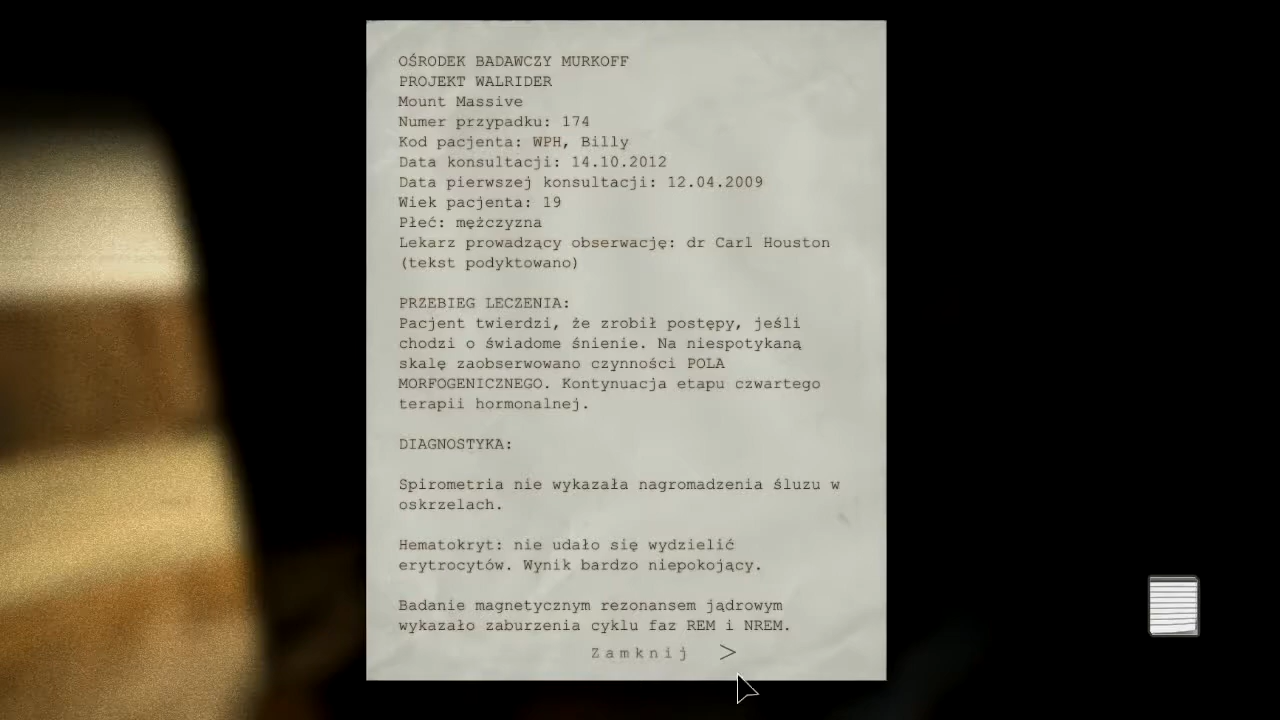 OŚRODEK BADAWCZY MURKOFF
PROJEKT WALRIDER
Mount Massive
Numer przypadku: 174
Kod pacjenta: WPH, Billy
Data konsultacji: 14.10.2012
Data pierwszej konsultacji: 12.04.2009
Wiek pacjenta: 19
Płeć: mężczyzna
Lekarz prowadzący obserwację: dr Carl Houston
(tekst podyktowano)
PRZEBIEG LECZENIA:
Pacjent twierdzi, że zrobił postępy, jeśli
chodzi o świadome śnienie. Na niespotykaną
skalę zaobserwowano czynności POLA
MORFOGENICZNEGO. Kontynuacja etapu czwartego
terapii hormonalnej.
DIAGNOSTYKA:
Spirometria nie wykazała nagromadzenia śluzu w
oskrzelach.
Hematokryt: nie udało się wydzielić
erytrocytów. Wynik bardzo niepokojący.
Badanie magnetycznym rezonansem jądrowym
wykazało zaburzenia cyklu faz REM i NREM.
Zamknij >